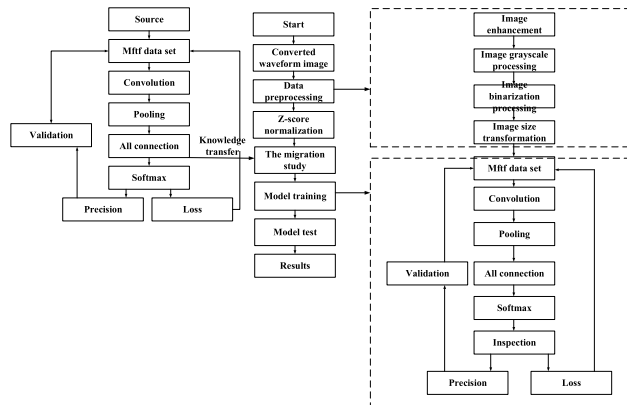 Source
Mftf data set
Convolution
Pooling
Validation
All connection
Softmax
Precision
Loss
Knowledge
transfer
Start
Converted
waveform image
Data
preprocessing
Z-score
normalization
The migration
study
Model training
Model test
Results
Image
enhancement
Image grayscale
processing
Image
binarization
processing
Image size
transformation
Mftf data set
Convolution
Pooling
Validation
All connection
Softmax
Inspection
Precision
Loss